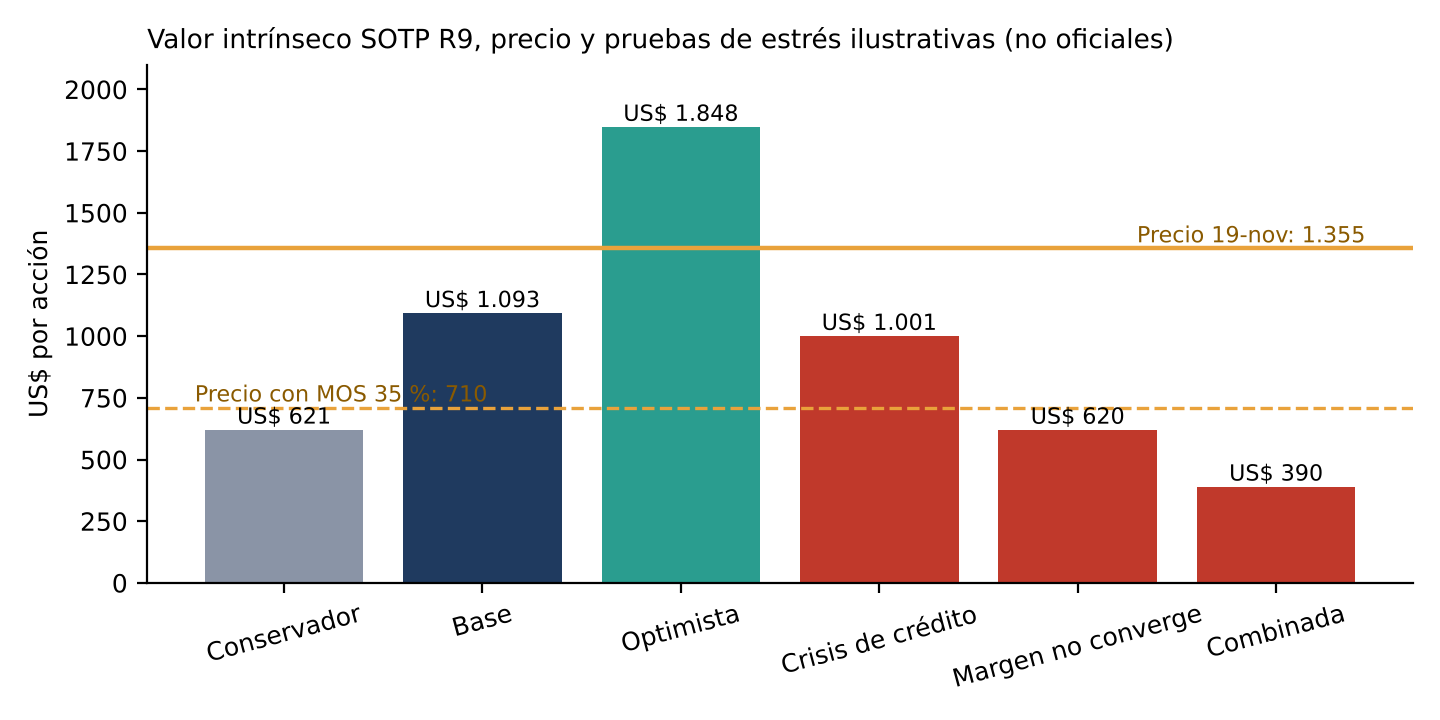 Valor intrínseco SOTP R9, precio y pruebas de estrés ilustrativas (no oficiales)
US$ por acción
2000
1750
1500
1250
1000
750
500
250
0
US$ 621
US$ 1.093
US$ 1.848
US$ 1.001
US$ 620
US$ 390
Precio 19-nov: 1.355
Precio con MOS 35 %: 710
Conservador
Base
Optimista
Crisis de crédito
Margen no converge
Combinada